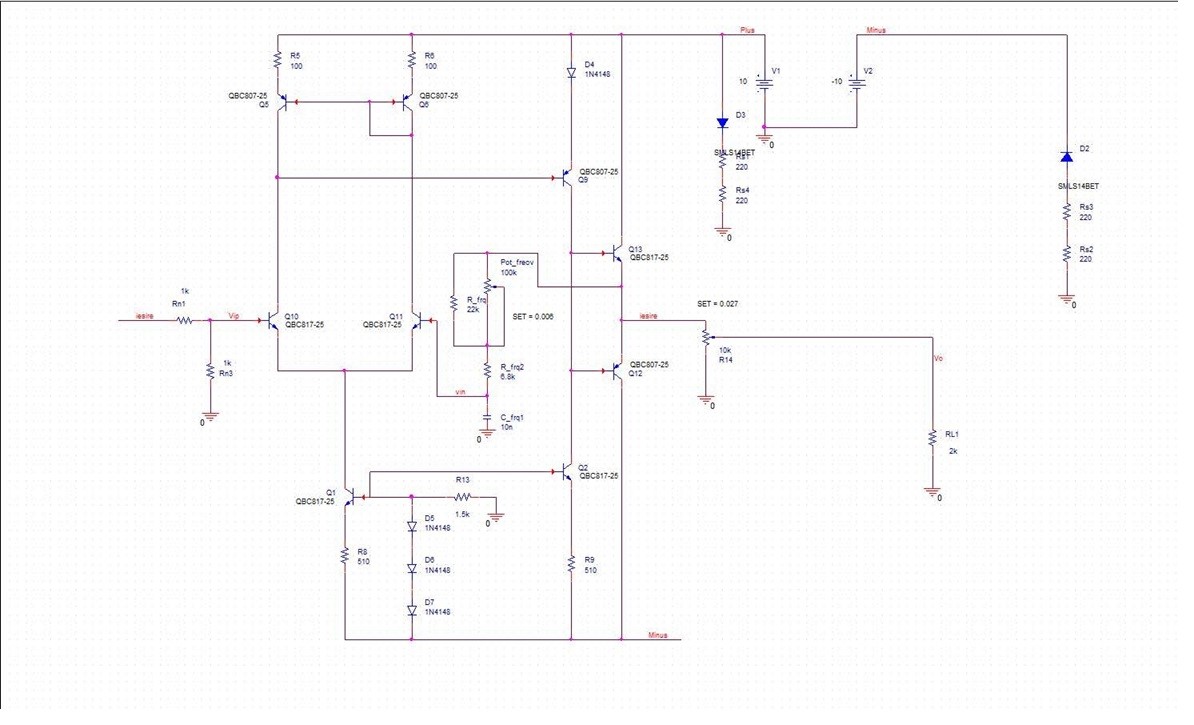 Plus
Minus
R5
100
R6
100
D4
1N4148
10
V1
-10
V2
QBC807-25
Q5
QBC807-25
Q6
D3
SMLS14BET
220
0
D2
SMLS14BET
QBC807-25
Q9
Rs4
220
Rs3
220
0
Q13
QBC817-25
Rs2
220
0
Pot_frecv
100k
1k
Rn1
R_frq
22k
SET = 0.006
SET = 0.027
iesire
Vip
Q10
QBC817-25
Q11
QBC817-25
iesire
10k
R14
Vo
1k
Rn3
R_frq2
6.8k
QBC807-25
Q12
vin
0
C_frq1
10n
0
0
RL1
2k
Q2
QBC817-25
Q1
QBC817-25
R13
1.5k
0
0
D5
1N4148
R8
510
D6
1N4148
R9
510
D7
1N4148
Minus